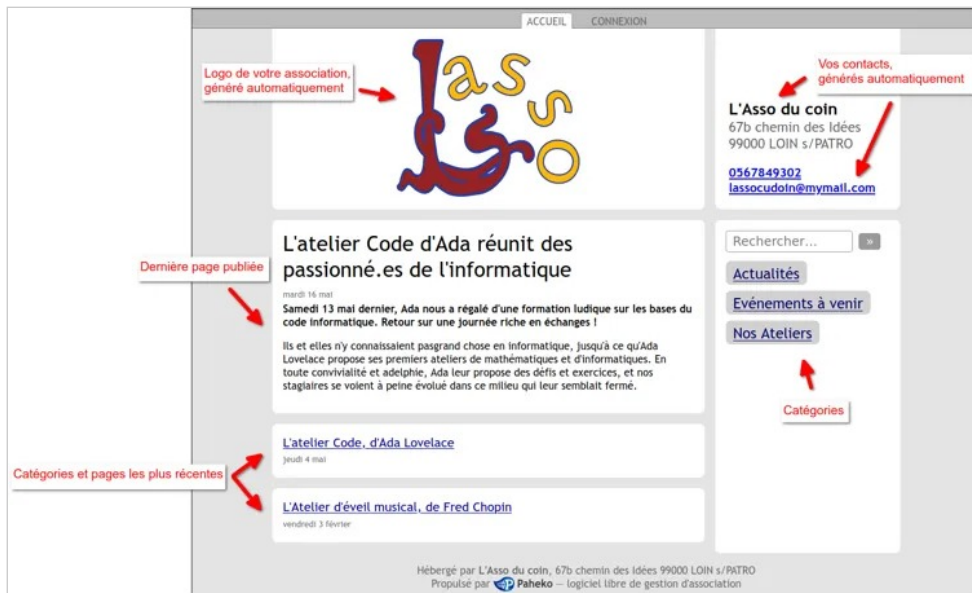 ACCUEIL CONNEXION
Logo de votre association,
généré automatiquement
lasso
Vos contacts,
générés automatiquement
L'Asso du coin
67b chemin des Idées
99000 LOIN s/PATRO
0567849302
lassocudoin@mymail.com
Dernière page publiée
L'atelier Code d'Ada réunit des
passionné.es de l'informatique
mardi 16 mai
Samedi 13 mai dernier, Ada nous a régalé d'une formation ludique sur les bases du
code informatique. Retour sur une journée riche en échanges !
Ils et elles n'y connaissaient pasgrand chose en informatique, jusqu'à ce qu'Ada
Lovelace propose ses premiers ateliers de mathématiques et d'informatiques. En
toute convivialité et adelphie, Ada leur propose des défis et exercices, et nos
stagiaires se voient à peine évolué dans ce milieu qui leur semblait fermé.
Rechercher... »
Actualités
Evénements à venir
Nos Ateliers
Catégories
Catégories et pages les plus récentes
L'atelier Code, d'Ada Lovelace
jeudi 4 mai
L'Atelier d'éveil musical, de Fred Chopin
vendredi 3 février
Hébergé par L'Asso du coin, 67b chemin des Idées 99000 LOIN s/PATRO
Propulsé par Paheko — logiciel libre de gestion d'association